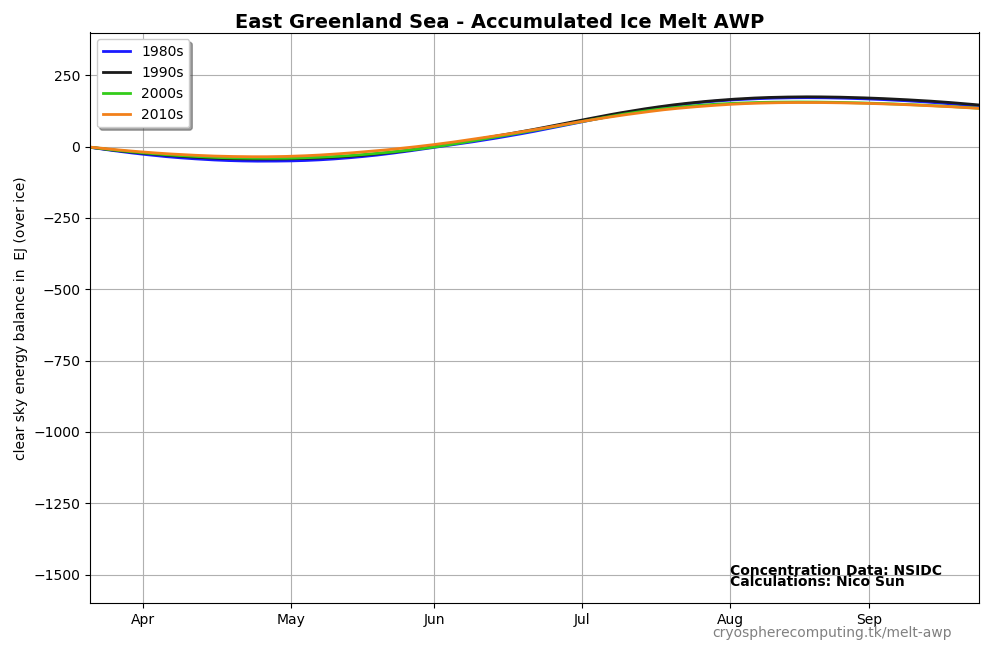 East Greenland Sea - Accumulated Ice Melt AWP
1980s
1990s
2000s
2010s
clear sky energy balance in  EJ (over ice)
250
0
−250
−500
−750
−1000
−1250
−1500
Concentration Data: NSIDC
Calculations: Nico Sun
Apr May Jun Jul Aug Sep
cryospherecomputing.tk/melt-awp